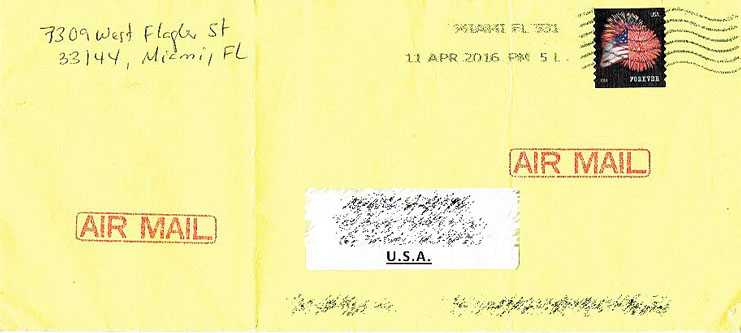 7309 West Flagler St
33144, Miami, FL
MIAMI FL 331
11 APR 2016 PM 5 L
USA
FOREVER
AIR MAIL
AIR MAIL
U.S.A.